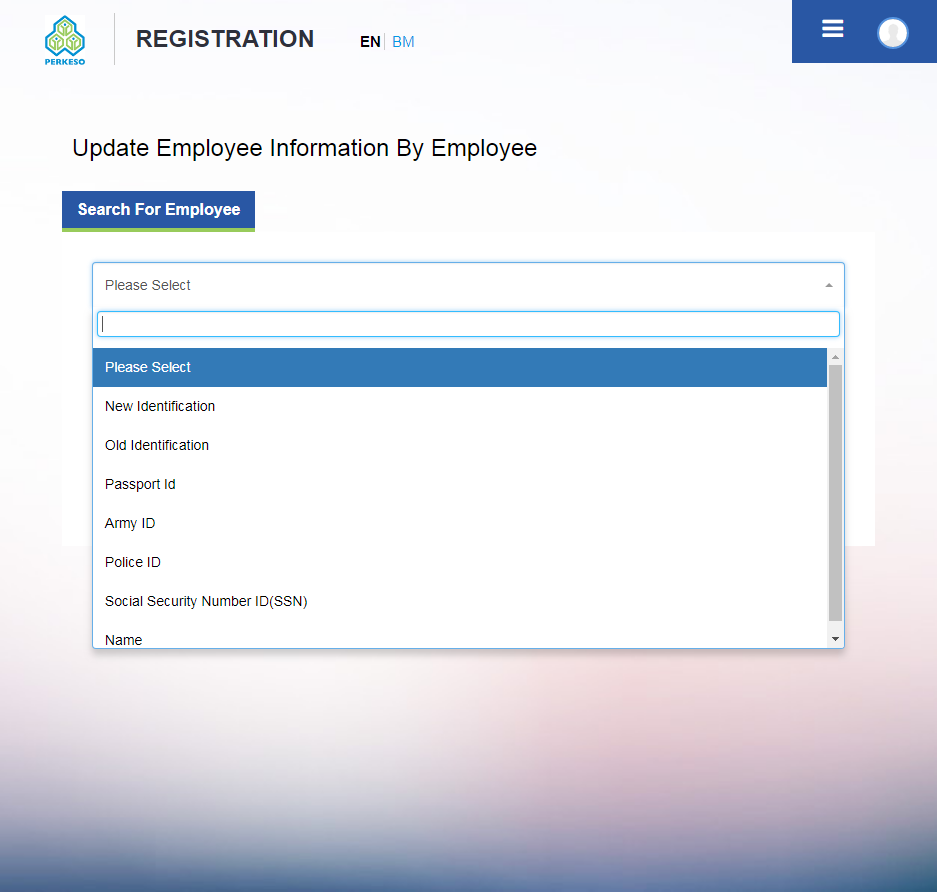 PERKESO
REGISTRATION
EN BM
Update Employee Information By Employee
Search For Employee
Please Select
Please Select
New Identification
Old Identification
Passport Id
Army ID
Police ID
Social Security Number ID(SSN)
Name